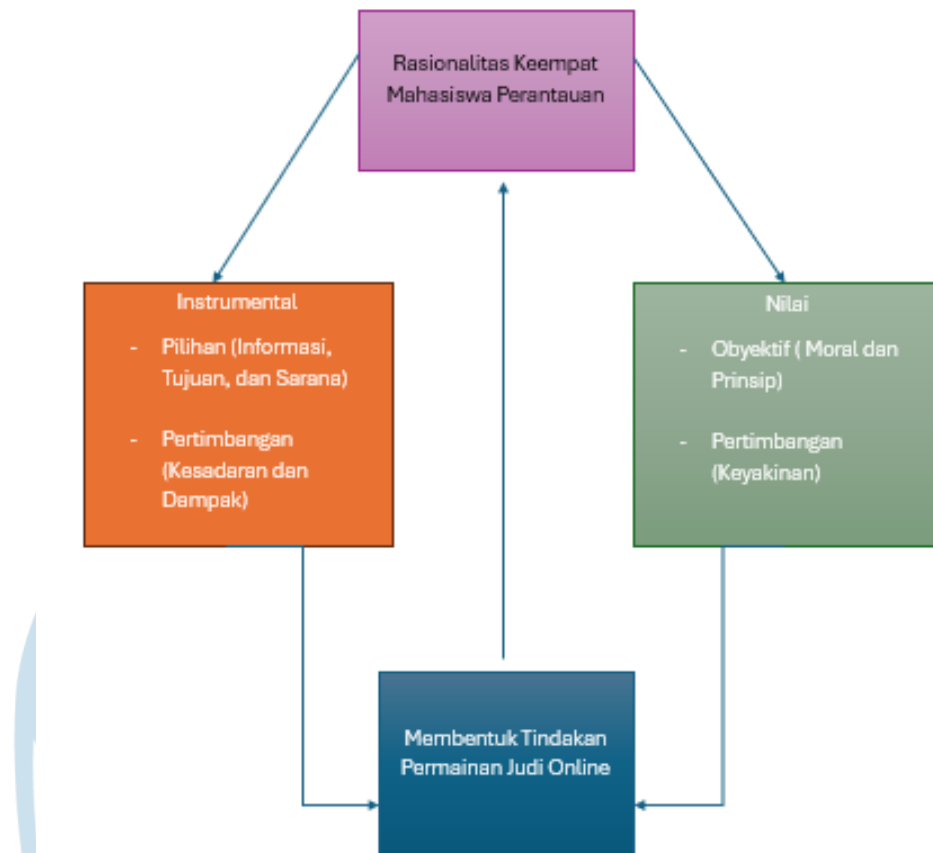 Rasionalitas Keempat
Mahasiswa Perantauan
Instrumental
- Pilihan (Informasi,
Tujuan, dan Sarana)
- Pertimbangan
(Kesadaran dan
Dampak)
Nilai
- Obyektif ( Moral dan
Prinsip)
- Pertimbangan
(Keyakinan)
Membentuk Tindakan
Permainan Judi Online